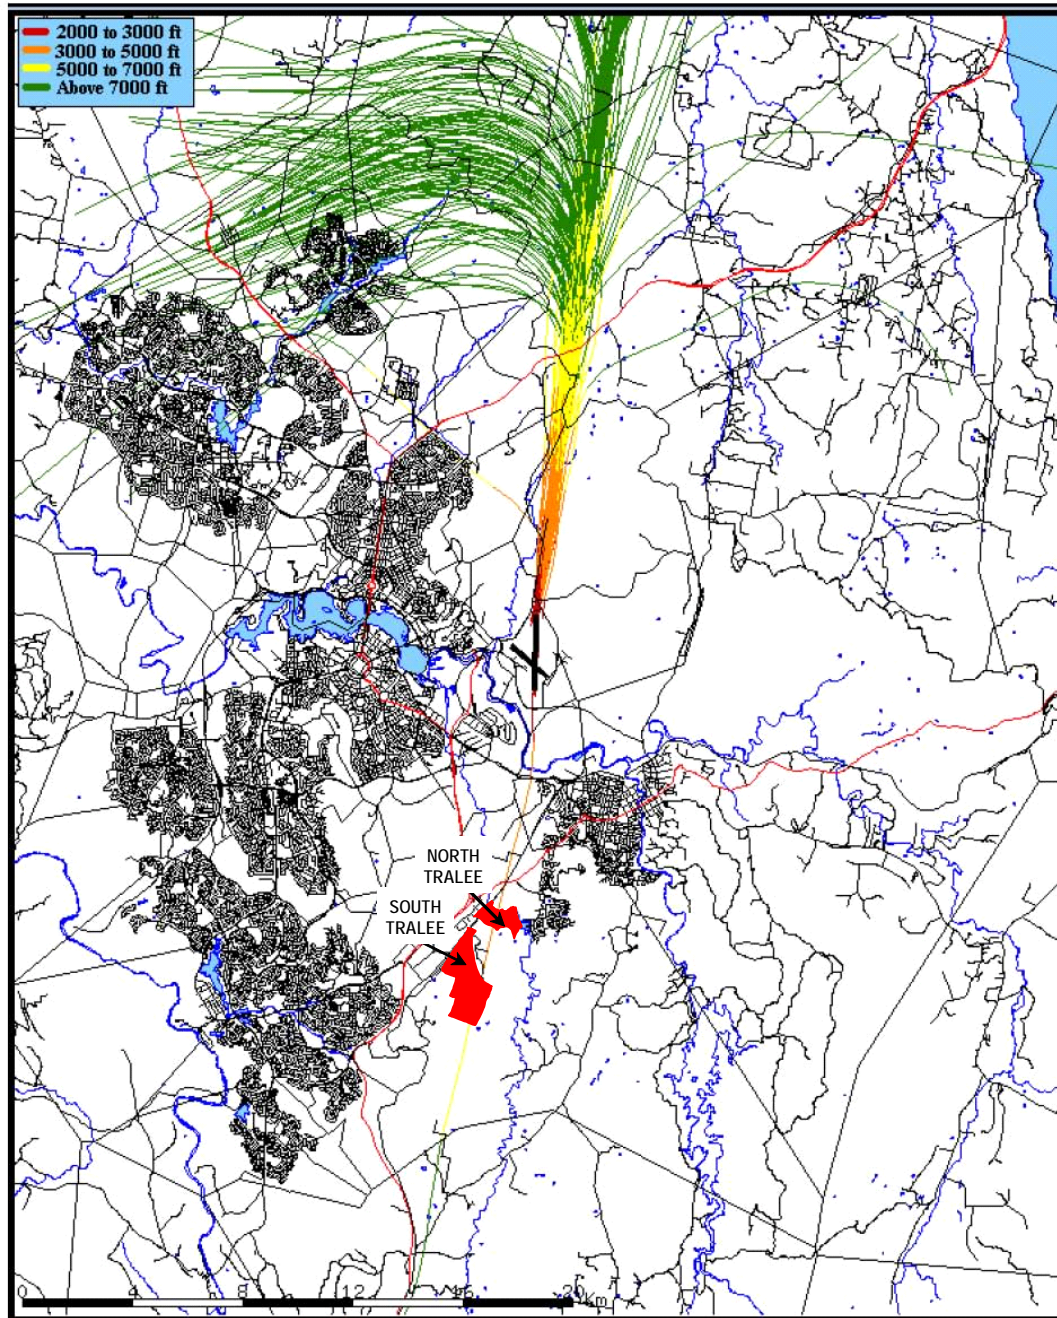 2000 to 3000 ft
3000 to 5000 ft
5000 to 7000 ft
Above 7000 ft
NORTH
TRALEE
SOUTH
TRALEE
0 4 8 12 16 20 Km